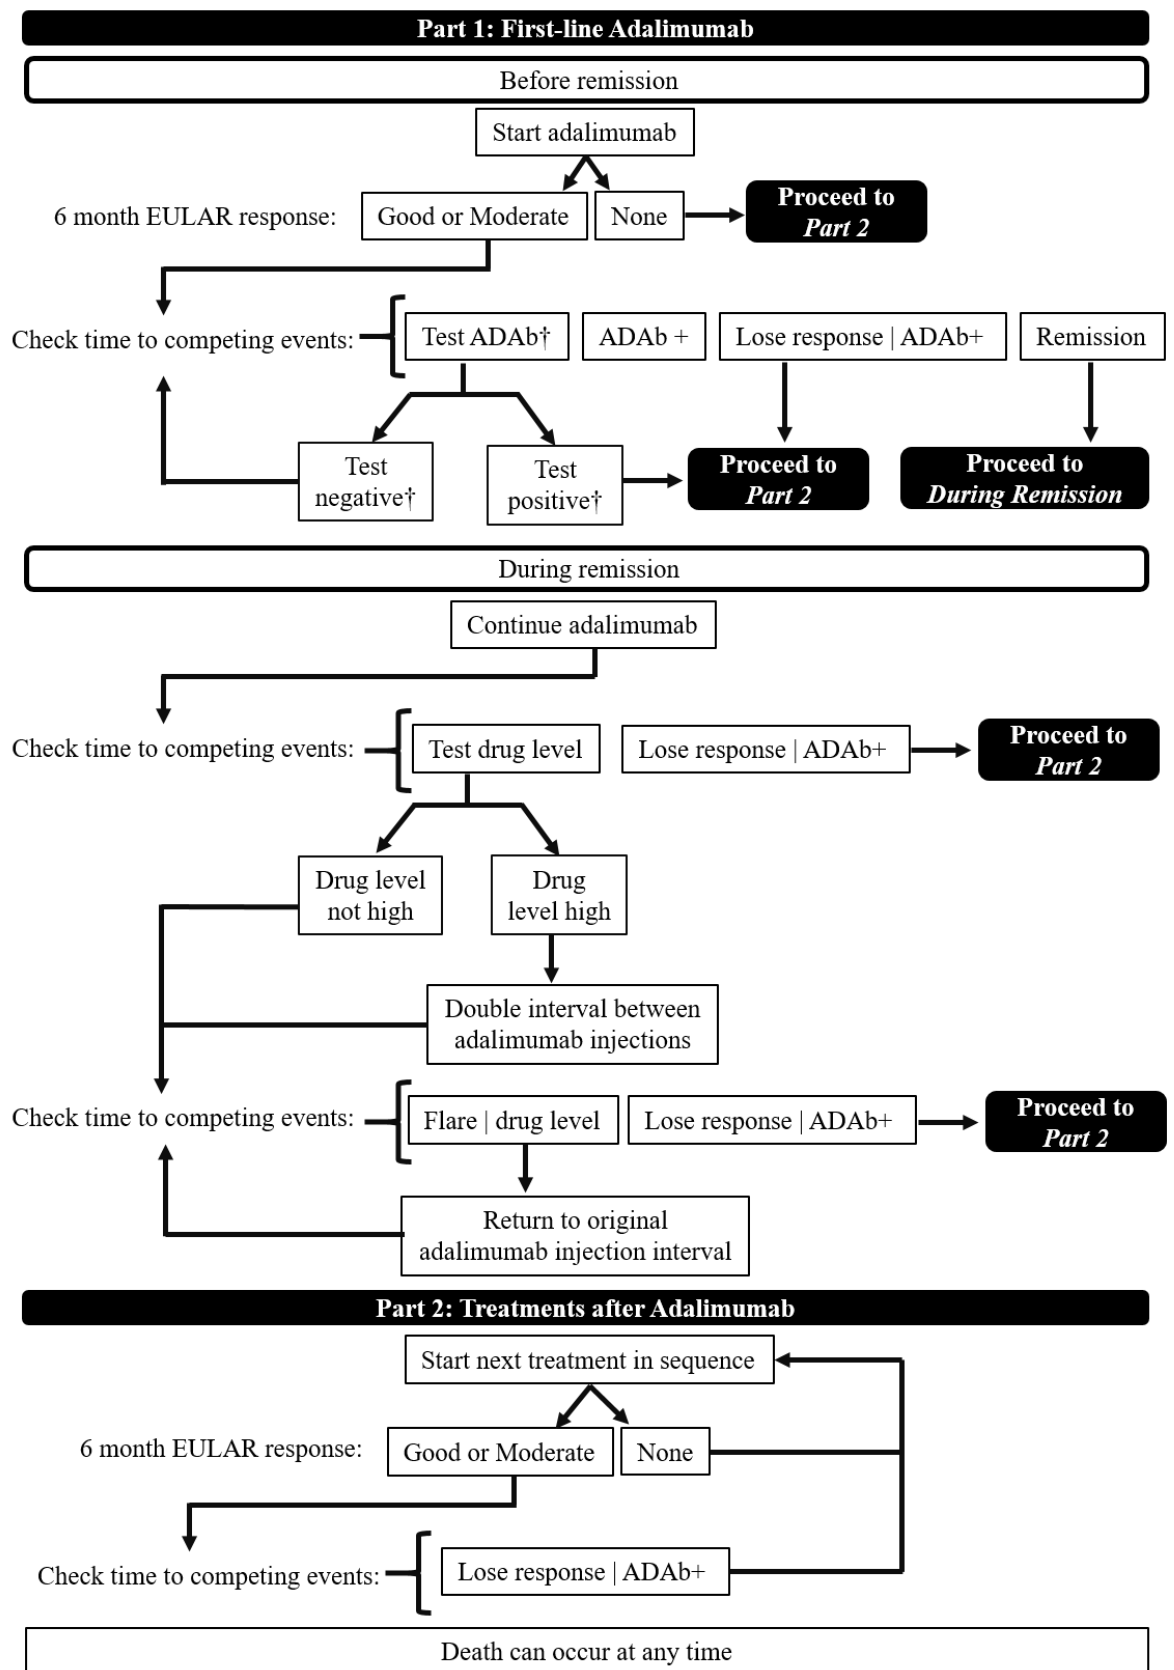 Part 1: First-line Adalimumab
Before remission
Start adalimumab
6 month EULAR response:
Good or Moderate
None
Proceed to
Part 2
Check time to competing events:
Test ADAb†
ADAb +
Lose response | ADAb+
Remission
Test
negative†
Test
positive†
Proceed to
Part 2
Proceed to
During Remission
During remission
Continue adalimumab
Check time to competing events:
Test drug level
Lose response | ADAb+
Proceed to
Part 2
Drug level
not high
Drug
level high
Double interval between
adalimumab injections
Check time to competing events:
Flare | drug level
Lose response | ADAb+
Proceed to
Part 2
Return to original
adalimumab injection interval
Part 2: Treatments after Adalimumab
Start next treatment in sequence
6 month EULAR response:
Good or Moderate
None
Check time to competing events:
Lose response | ADAb+
Death can occur at any time